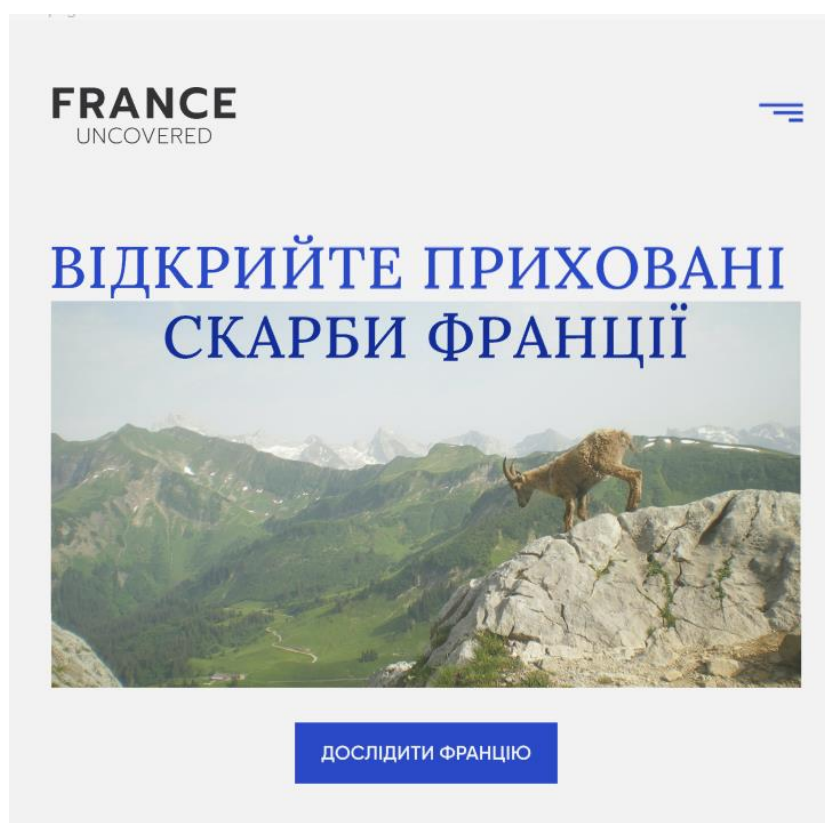 FRANCE
UNCOVERED
ВІДКРИЙТЕ ПРИХОВАНІ
СКАРБИ ФРАНЦІЇ
ДОСЛІДИТИ ФРАНЦІЮ